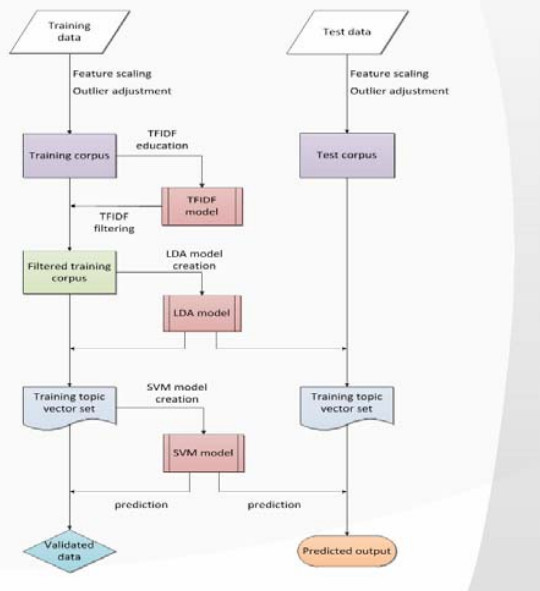 Training
data
Test data
Feature scaling
Outlier adjustment
Feature scaling
Outlier adjustment
Training corpus
TFIDF
education
Test corpus
TFIDF
model
TFIDF
filtering
Filtered training
corpus
LDA model
creation
LDA model
Training topic
vector set
SVM model
creation
Training topic
vector set
SVM model
prediction
prediction
Validated
data
Predicted output